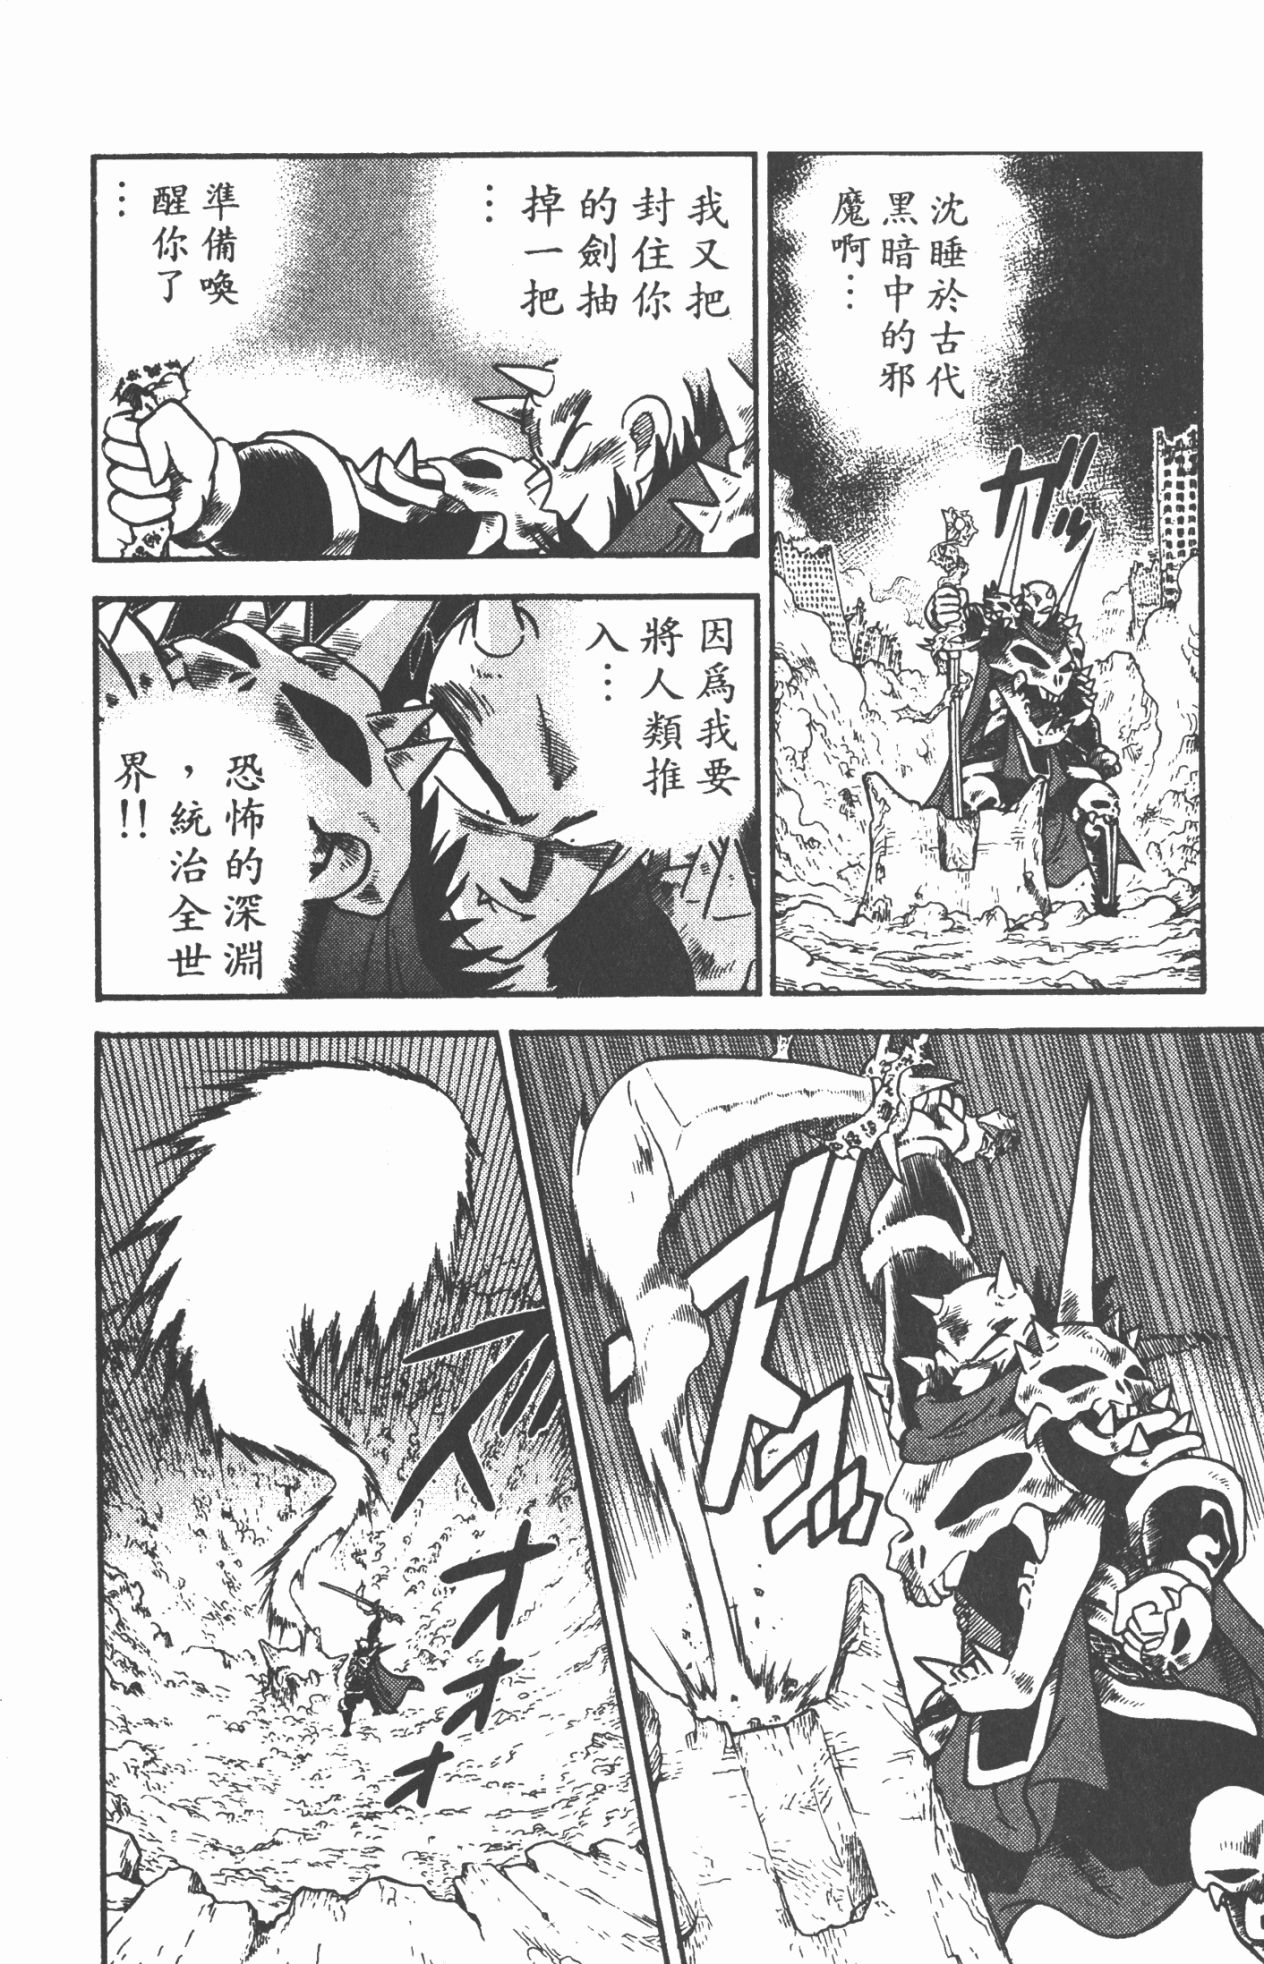 沈睡於古代
黑暗中的邪
魔啊…
ガッ
我又把
封住你
的劍抽
掉一把
…
準備喚
醒你了
…
因爲我要
將人類推
入…
恐怖的深淵
，統治全世
界!!
ズズッ
オオオ